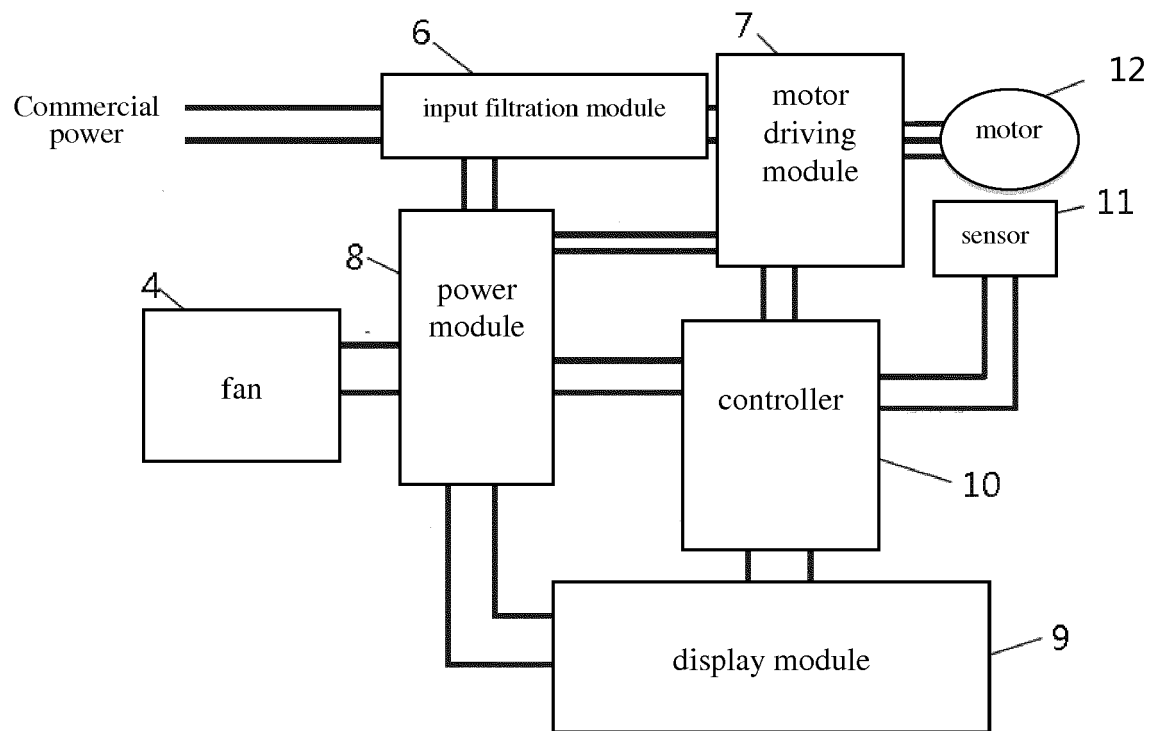 6
7
12
Commercial
power
input filtration module
motor
driving
module
motor
11
sensor
8
4
power
module
fan
controller
10
9
display module